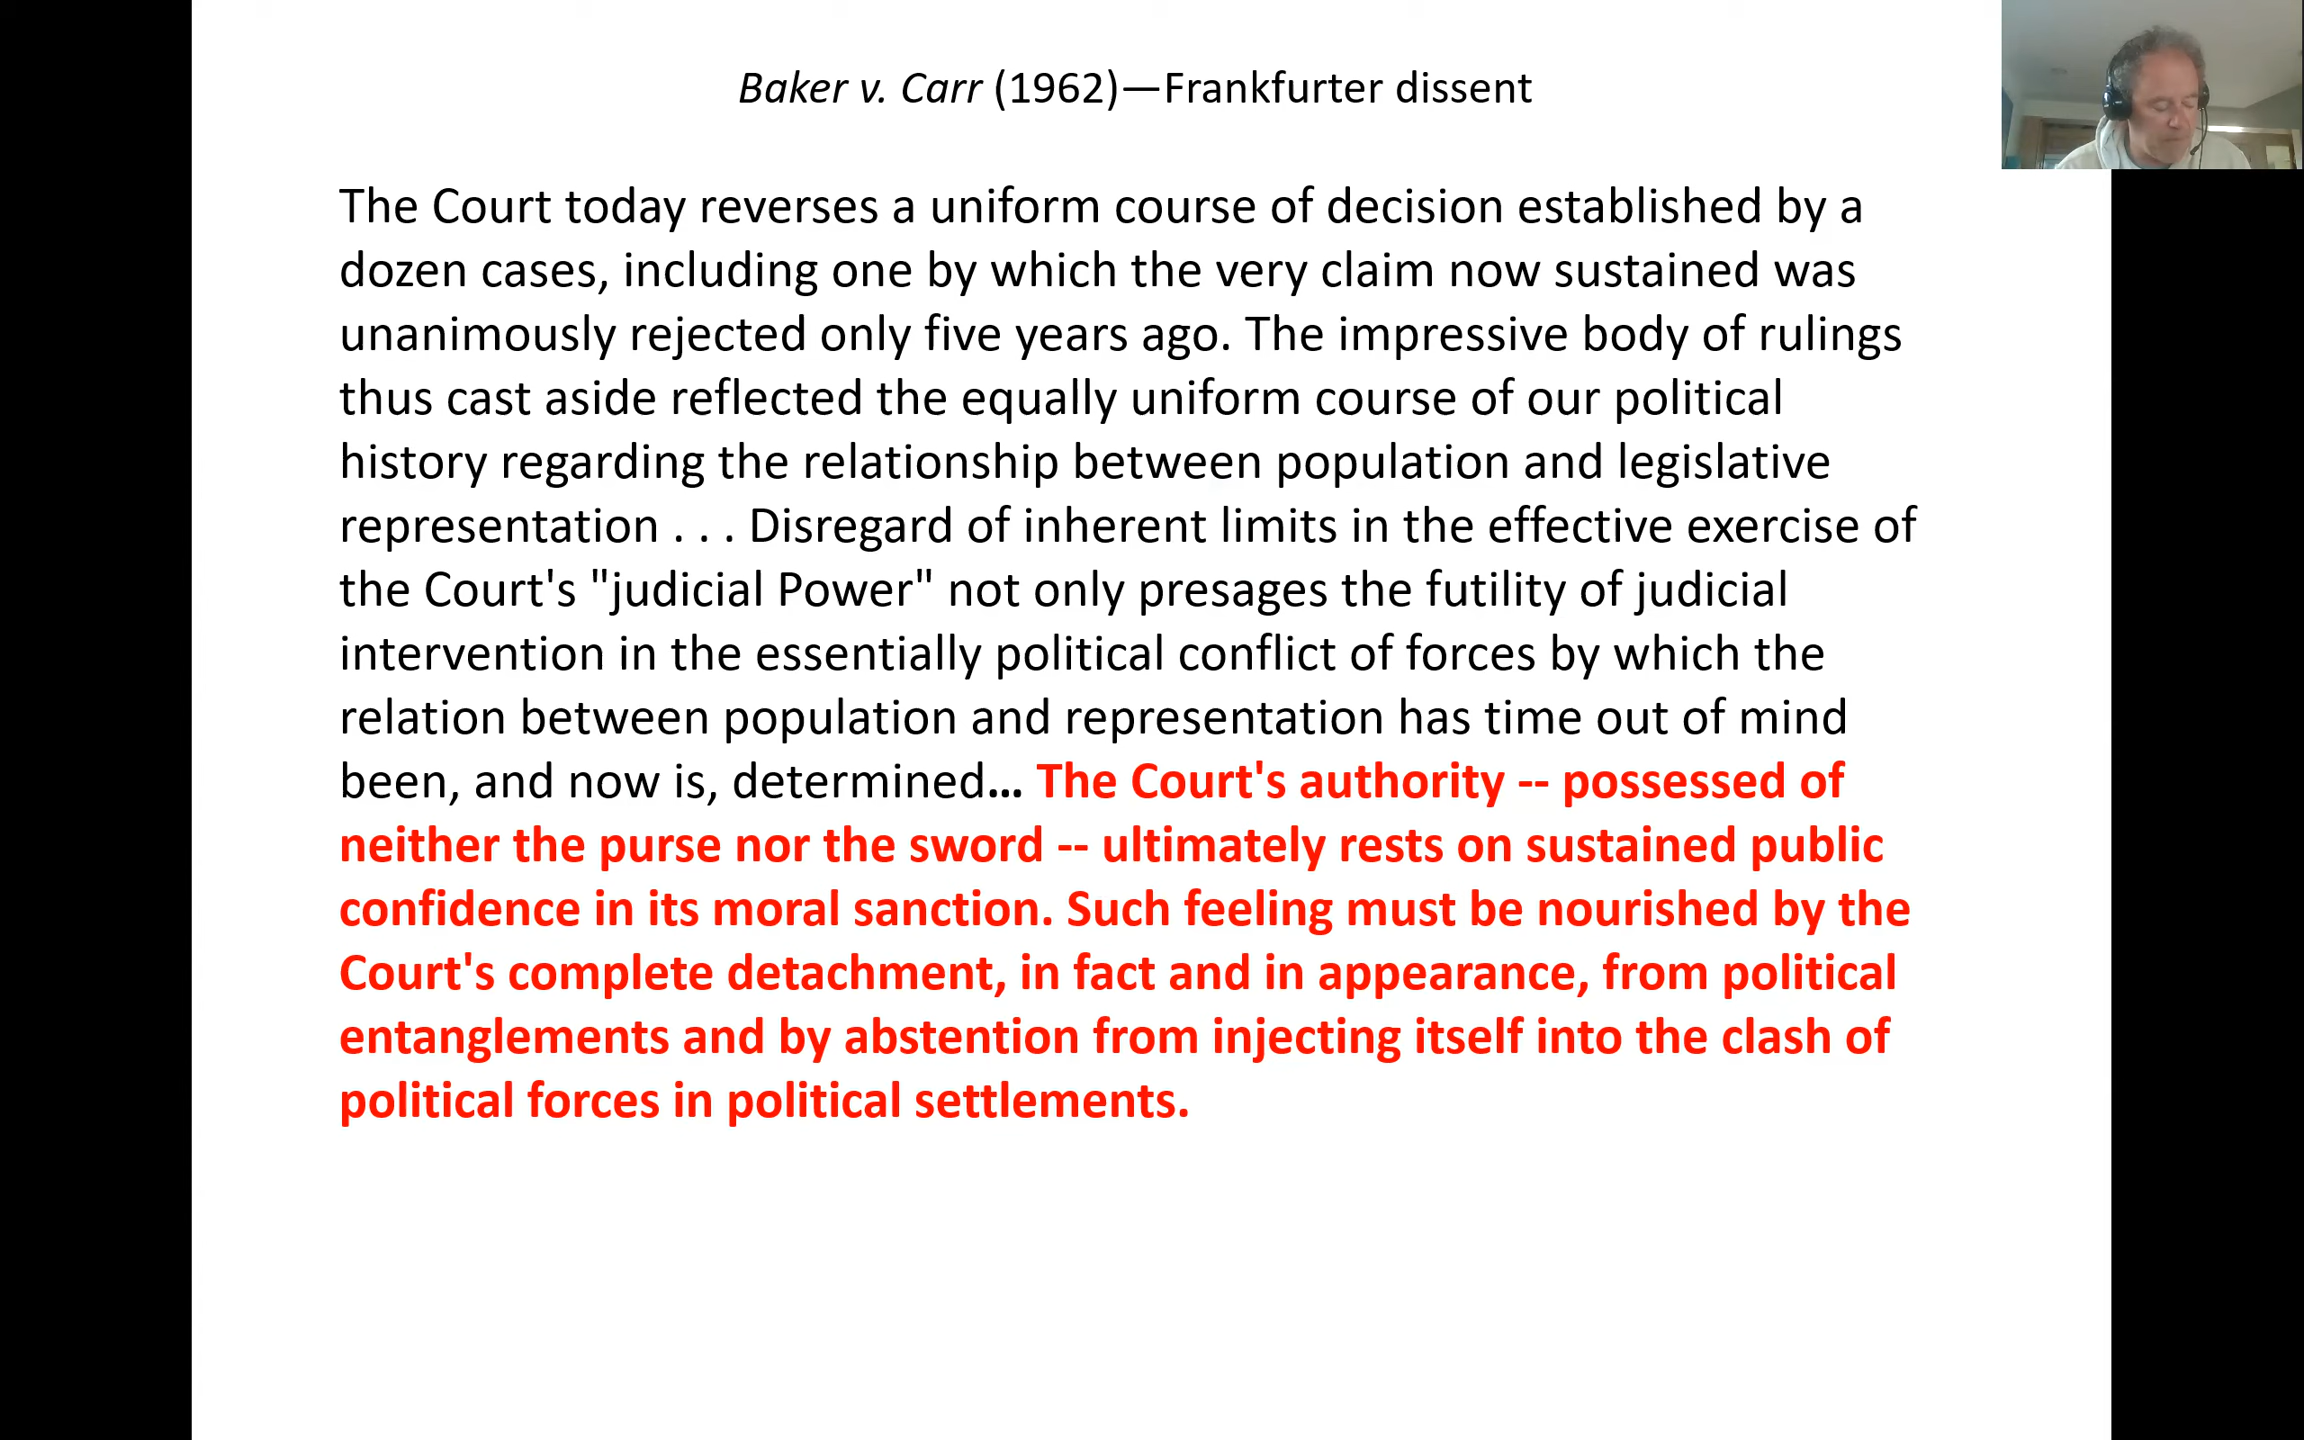 Baker v. Carr (1962)—Frankfurter dissent
The Court today reverses a uniform course of decision established by a
dozen cases, including one by which the very claim now sustained was
unanimously rejected only five years ago. The impressive body of rulings
thus cast aside reflected the equally uniform course of our political
history regarding the relationship between population and legislative
representation . . . Disregard of inherent limits in the effective exercise of
the Court's "judicial Power" not only presages the futility of judicial
intervention in the essentially political conflict of forces by which the
relation between population and representation has time out of mind
been, and now is, determined... The Court's authority -- possessed of
neither the purse nor the sword -- ultimately rests on sustained public
confidence in its moral sanction. Such feeling must be nourished by the
Court's complete detachment, in fact and in appearance, from political
entanglements and by abstention from injecting itself into the clash of
political forces in political settlements.